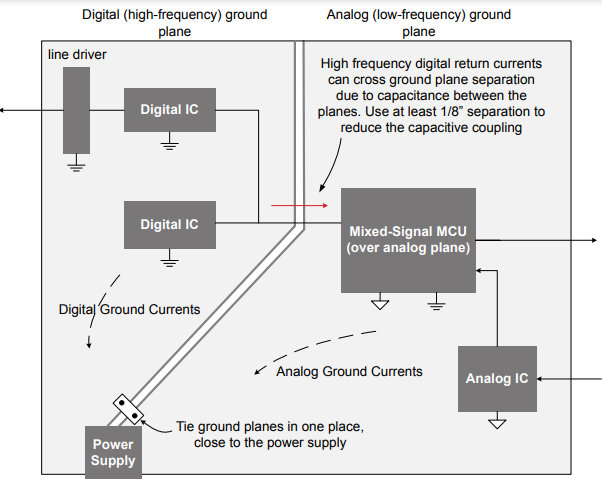 Digital (high-frequency) ground
plane
Analog (low-frequency) ground
plane
line driver
High frequency digital return currents
can cross ground plane separation
due to capacitance between the
planes. Use at least 1/8” separation to
reduce the capacitive coupling
Digital IC
Digital IC
Mixed-Signal MCU
(over analog plane)
Digital Ground Currents
Analog Ground Currents
Analog IC
Tie ground planes in one place,
close to the power supply
Power
Supply